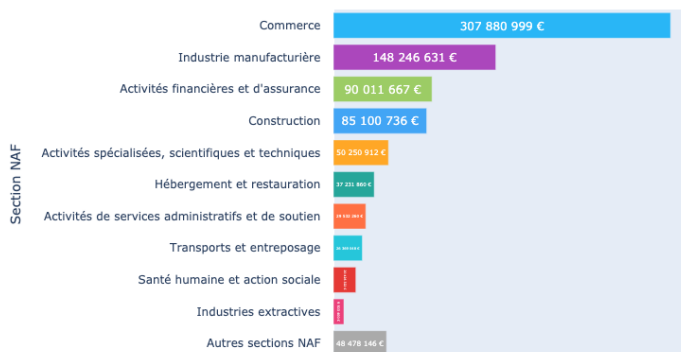 Commerce
307 880 999 €
Industrie manufacturière
148 246 631 €
Activités financières et d'assurance
90 011 667 €
Construction
85 100 736 €
Activités spécialisées, scientifiques et techniques
50 250 912 €
Hébergement et restauration
Activités de services administratifs et de soutien
Transports et entreposage
Santé humaine et action sociale
Industries extractives
Autres sections NAF
48 478 146 €
Section NAF